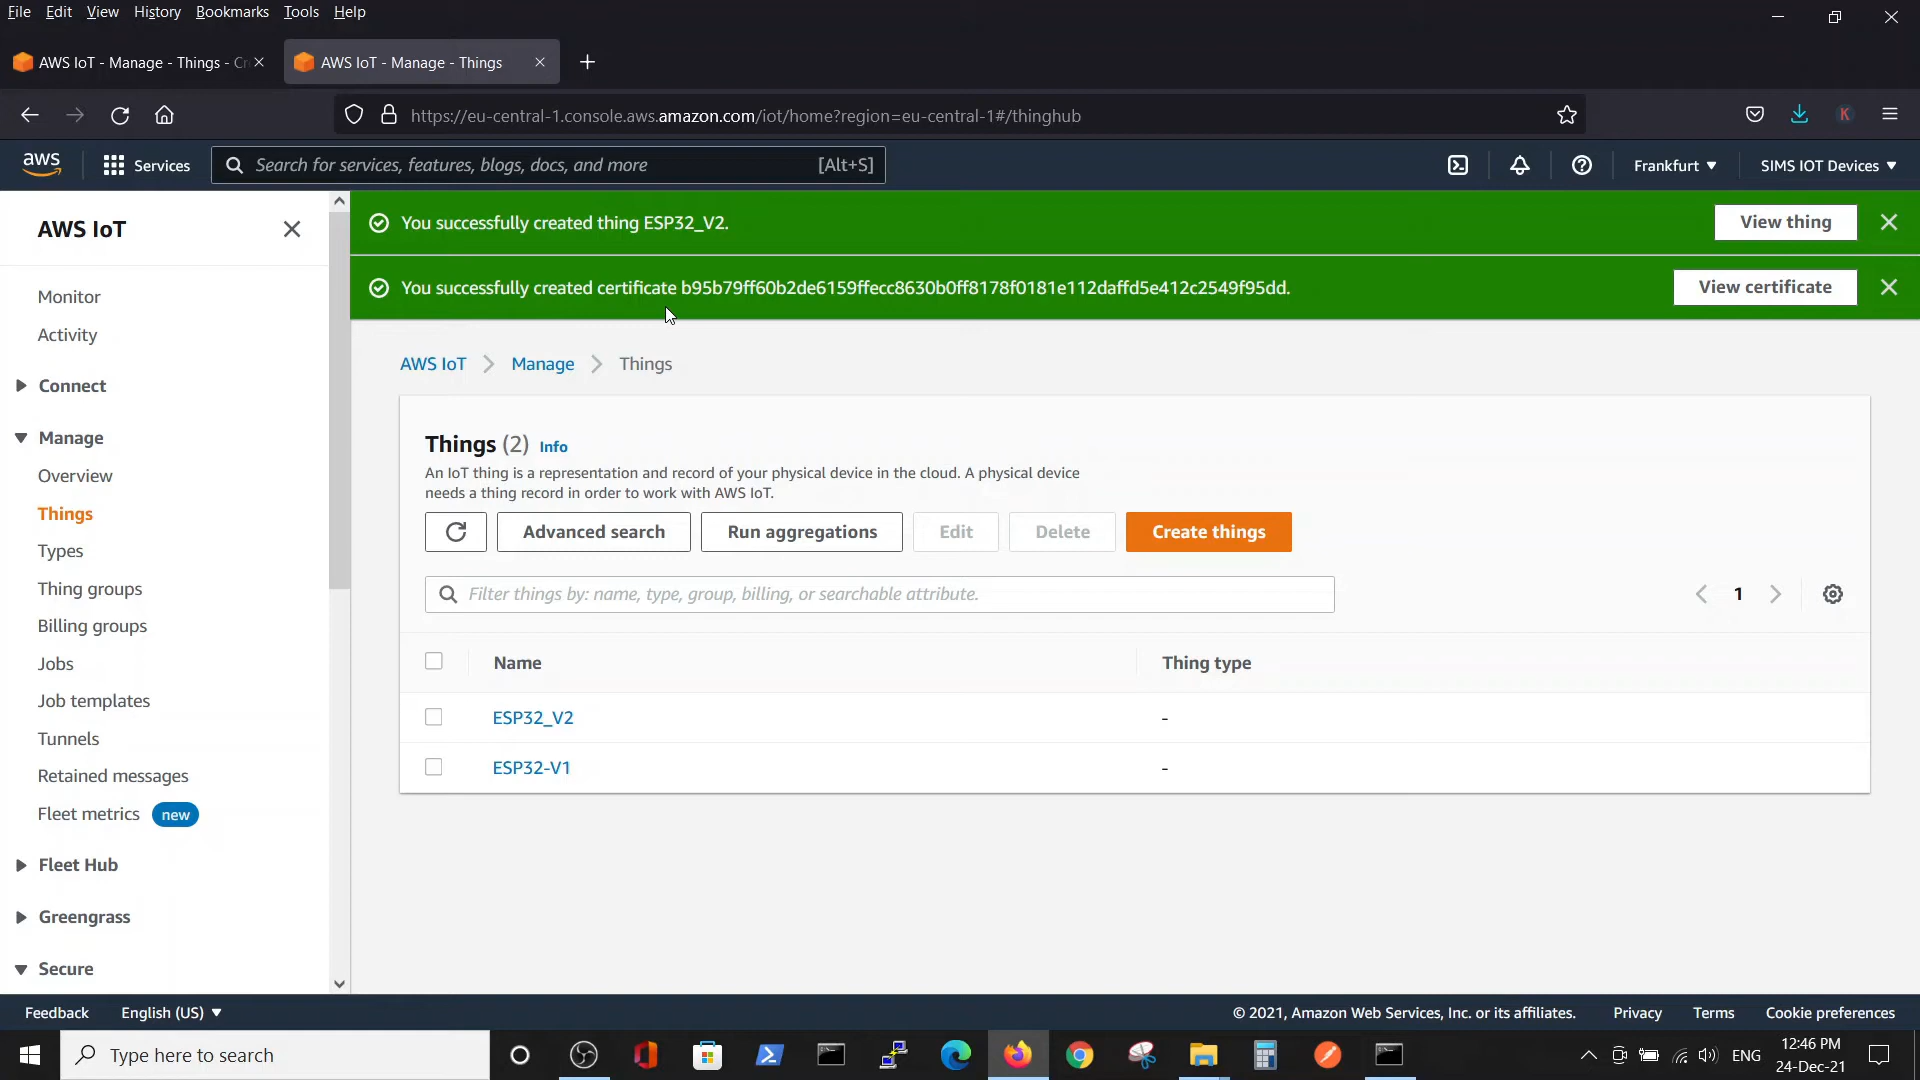 File Edit View History Bookmarks Tools Help
AWS IoT - Manage - Things - Cr
AWS IoT - Manage - Things
https://eu-central-1.console.aws.amazon.com/iot/home?region=eu-central-1#/thinghub
K
aws Services Search for services, features, blogs, docs, and more [Alt+S] Frankfurt SIMS IOT Devices
AWS IoT
Monitor
Activity
Connect
Manage
Overview
Things
Types
Thing groups
Billing groups
Jobs
Job templates
Tunnels
Retained messages
Fleet metrics new
Fleet Hub
Greengrass
Secure
You successfully created thing ESP32_V2. View thing
You successfully created certificate b95b79ff60b2de6159ffecc8630b0ff8178f0181e112daffd5e412c2549f95dd. View certificate
AWS IoT Manage Things
Things (2) Info
An IoT thing is a representation and record of your physical device in the cloud. A physical device
needs a thing record in order to work with AWS IoT.
Advanced search Run aggregations Edit Delete Create things
Filter things by: name, type, group, billing, or searchable attribute. 1
Name Thing type
ESP32_V2 -
ESP32-V1 -
Feedback English (US) © 2021, Amazon Web Services, Inc. or its affiliates. Privacy Terms Cookie preferences
Type here to search
ENG
12:46 PM
24-Dec-21